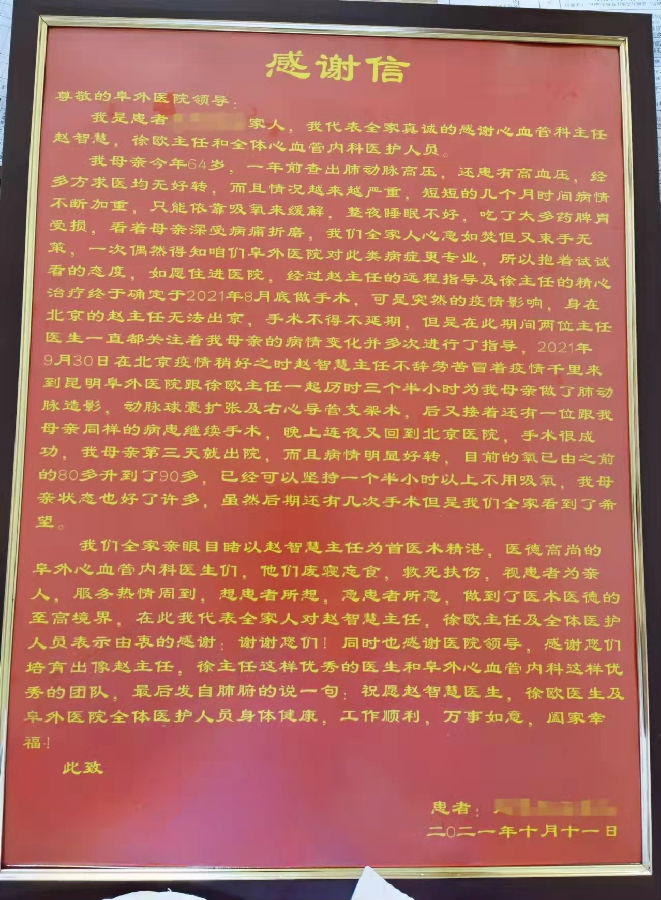 感谢信
尊敬的阜外医院领导：
我是患者 家人，我代表全家真诚的感谢心血管科主任
赵智慧，徐欧主任和全体心血管内科医护人员。
我母亲今年64岁，一年前查出肺动脉高压，还患有高血压，经
多方求医均无好转，而且情况越来越严重，短短的几个月时间病情
不断加重，只能依靠吸氧来缓解，整夜睡眠不好，吃了太多药脾胃
受损，看着母亲深受病痛折磨，我们全家人心急如焚但又束手无
策，一次偶然得知咱们阜外医院对此类病症更专业，所以抱着试试
看的态度，如愿住进医院，经过赵主任的远程指导及徐主任的精心
治疗终于确定于2021年8月底做手术，可是突然的疫情影响，身在
北京的赵主任无法出京，手术不得不延期，但是在此期间两位主任
医生一直都关注着我母亲的病情变化并多次进行了指导，2021年
9月30日在北京疫情稍好之时赵智慧主任不辞劳苦冒着疫情千里来
到昆明阜外医院跟徐欧主任一起历时三个半小时为我母亲做了肺动
脉造影，动脉球囊扩张及右心导管支架术，后又接着还有一位跟我
母亲同样的病患继续手术，晚上连夜又回到北京医院，手术很成
功，我母亲第三天就出院，而且病情明显好转，目前的氧已由之前
的80多升到了90多，已经可以坚持一个半小时以上不用吸氧，我母
亲状态也好了许多，虽然后期还有几次手术但是我们全家看到了希
望。
我们全家亲眼目睹以赵智慧主任为首医术精湛，医德高尚的
阜外心血管内科医生们，他们废寝忘食，救死扶伤，视患者为亲
人，服务热情周到，想患者所想，急患者所急，做到了医术医德的
至高境界，在此我代表全家人对赵智慧主任，徐欧主任及全体医护
人员表示由衷的感谢：谢谢您们！同时也感谢医院领导，感谢您们
培育出像赵主任，徐主任这样优秀的医生和阜外心血管内科这样优
秀的团队，最后发自肺腑的说一句：祝愿赵智慧医生，徐欧医生及
阜外医院全体医护人员身体健康，工作顺利，万事如意，阖家幸
福！
此致
患者：
二〇二一年十月十一日